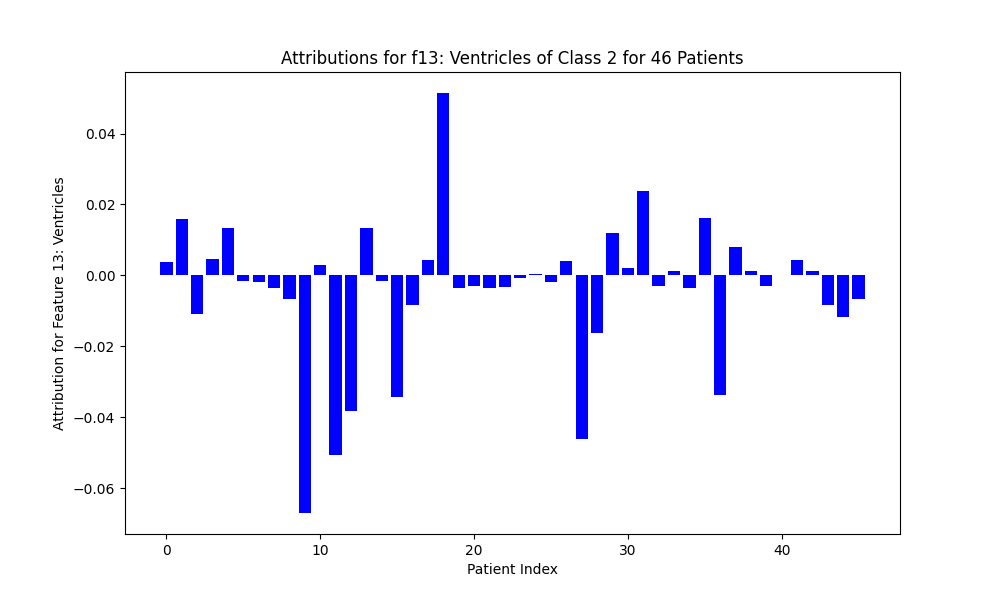 Attributions for f13: Ventricles of Class 2 for 46 Patients
Attribution for Feature 13: Ventricles
0.04
0.02
0.00
−0.02
−0.04
−0.06
0 10 20 30 40
Patient Index